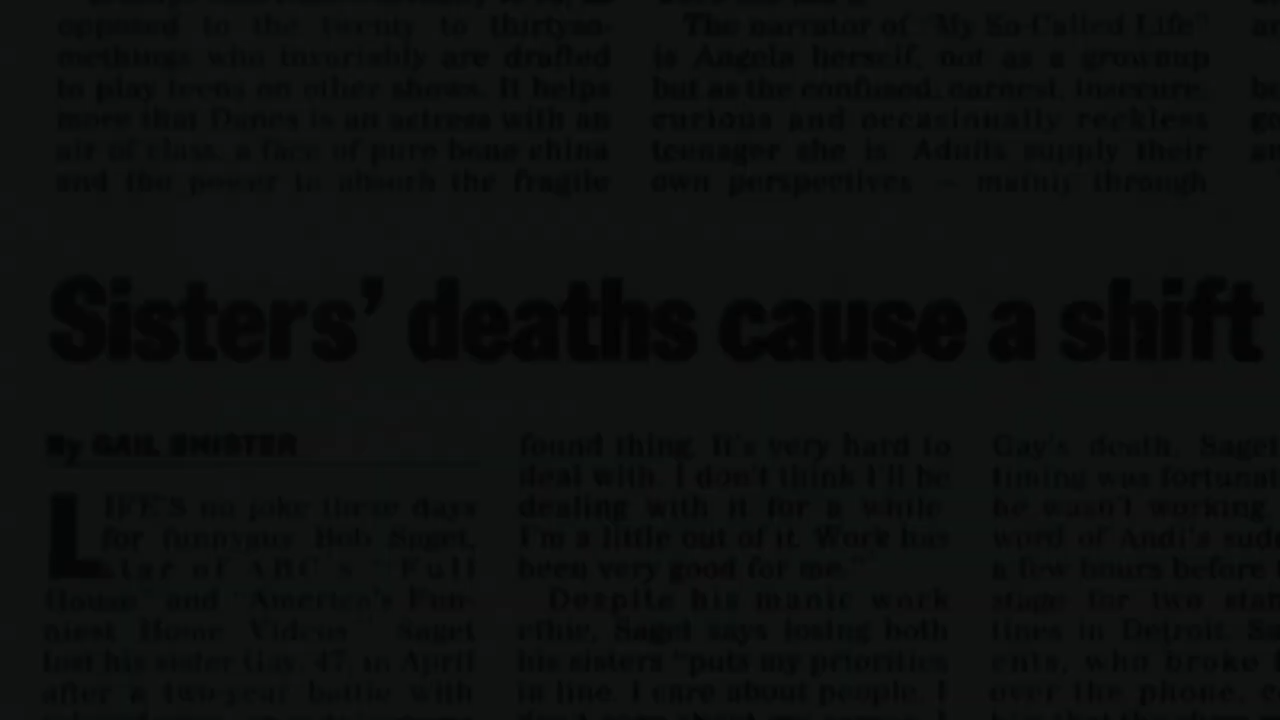 opposed to the twenty to thirtyso-
methings who invariably are drafted
to play teens on other shows. It helps
more that Danes is an actress with an
air of class, a face of pure bone china
and the power to absorb the fragile
The narrator of "My So-Called Life"
is Angela herself, not as a grownup
but as the confused, earnest, insecure,
curious and occasionally reckless
teenager she is. Adults supply their
own perspectives — mainly through
Sisters' deaths cause a shift
By GAIL SHISTER
LIFE'S no joke these days
for funnyguy Bob Saget,
star of ABC's "Full
House" and "America's Fun-
niest Home Videos." Saget
lost his sister Gay, 47, in April
after a two-year battle with
found thing. It's very hard to
deal with. I don't think I'll be
dealing with it for a while.
I'm a little out of it. Work has
been very good for me."
Despite his manic work
ethic, Saget says losing both
his sisters "puts my priorities
in line. I care about people. I
Gay's death, Saget
timing was fortunat
he wasn't working
word of Andi's sud
a few hours before
stage for two
tines in Detroit.
ents, who broke
over the phone,